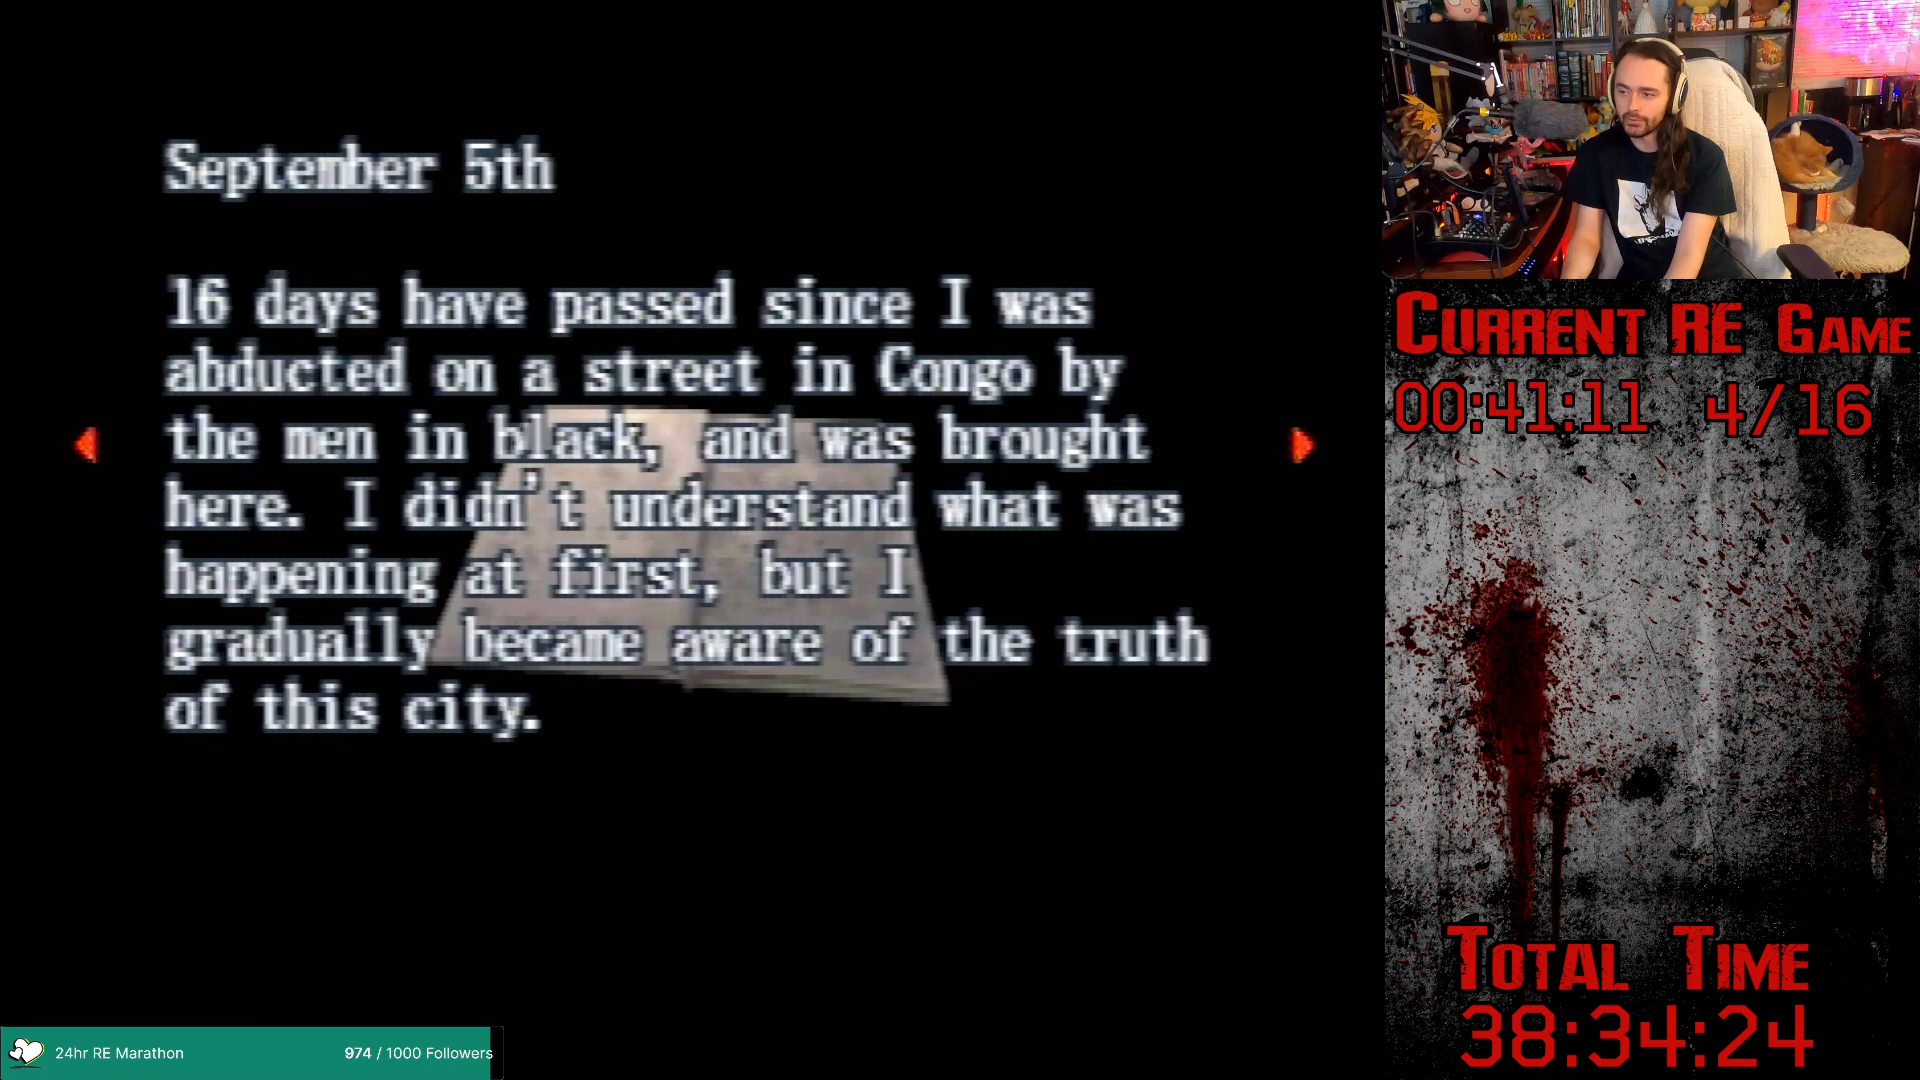 September 5th
16 days have passed since I was
abducted on a street in Congo by
the men in black, and was brought
here. I didn't understand what was
happening at first, but I
gradually became aware of the truth
of this city.
CURRENT RE GAME
00:41:11 4/16
TOTAL TIME
38:34:24
24hr RE Marathon 974 / 1000 Followers